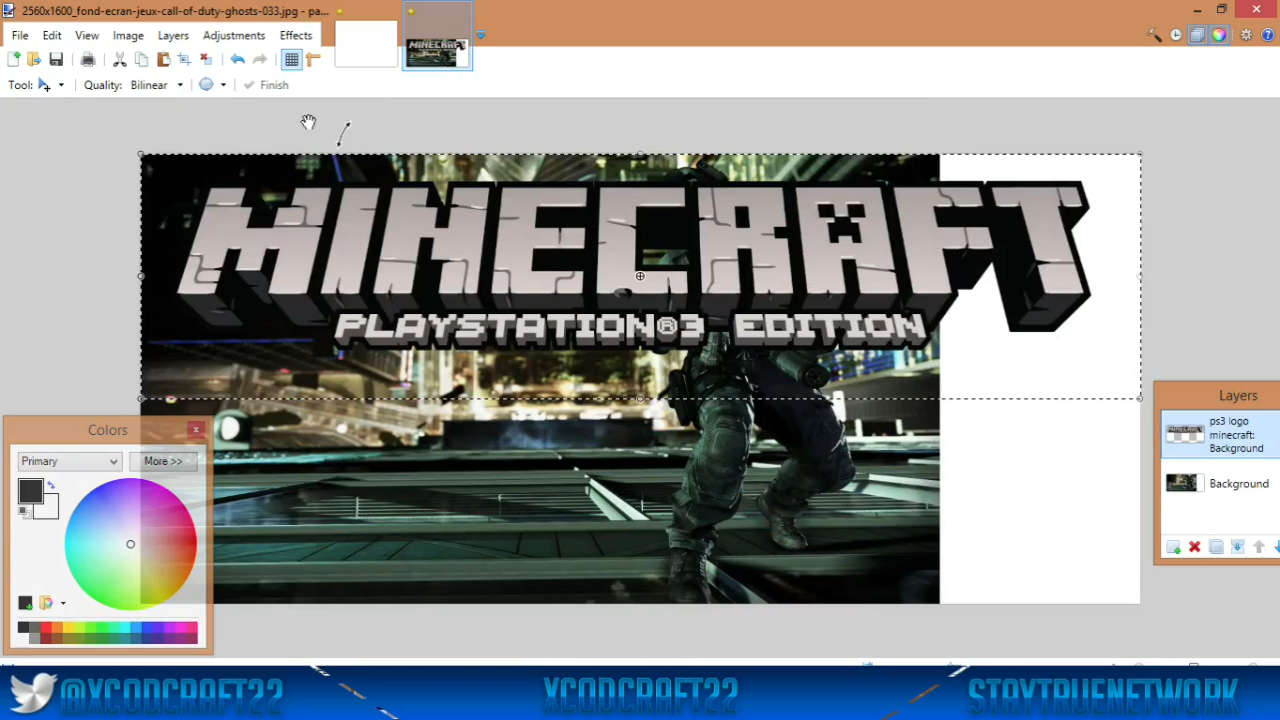 2560x1600_fond-ecran-jeux-call-of-duty-ghosts-033.jpg - pa...
File Edit View Image Layers Adjustments Effects
Tool: Quality: Bilinear Finish
MINECRAFT
PLAYSTATION®3 EDITION
Colors
Primary More >>
Layers
ps3 logo
minecraft:
Background
Background
@XCODCRAFT22 XCODCRAFT22 STAYTRUENETWORK